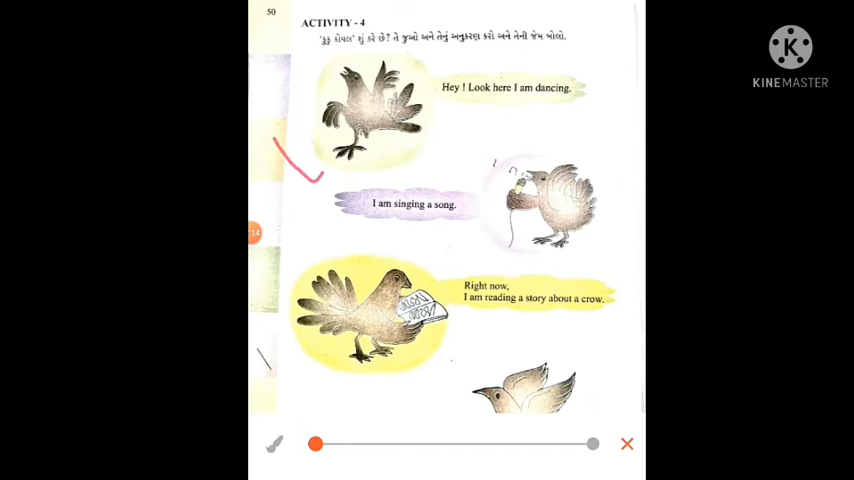 50
ACTIVITY - 4
'કુકુ કોયલ' શું કરે છે? તે જુઓ અને તેનું અનુકરણ કરો અને તેની જેમ બોલો.
Hey ! Look here I am dancing.
I am singing a song.
Right now,
I am reading a story about a crow.
14
K
KINEMASTER